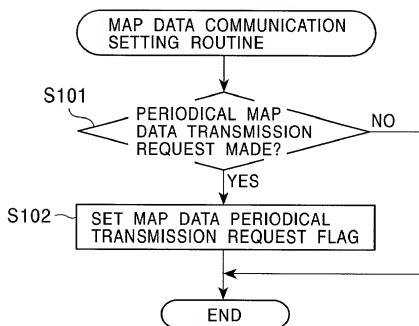 MAP DATA COMMUNICATION
SETTING ROUTINE
S101
PERIODICAL MAP
DATA TRANSMISSION
REQUEST MADE?
NO
YES
S102
SET MAP DATA PERIODICAL
TRANSMISSION REQUEST FLAG
END